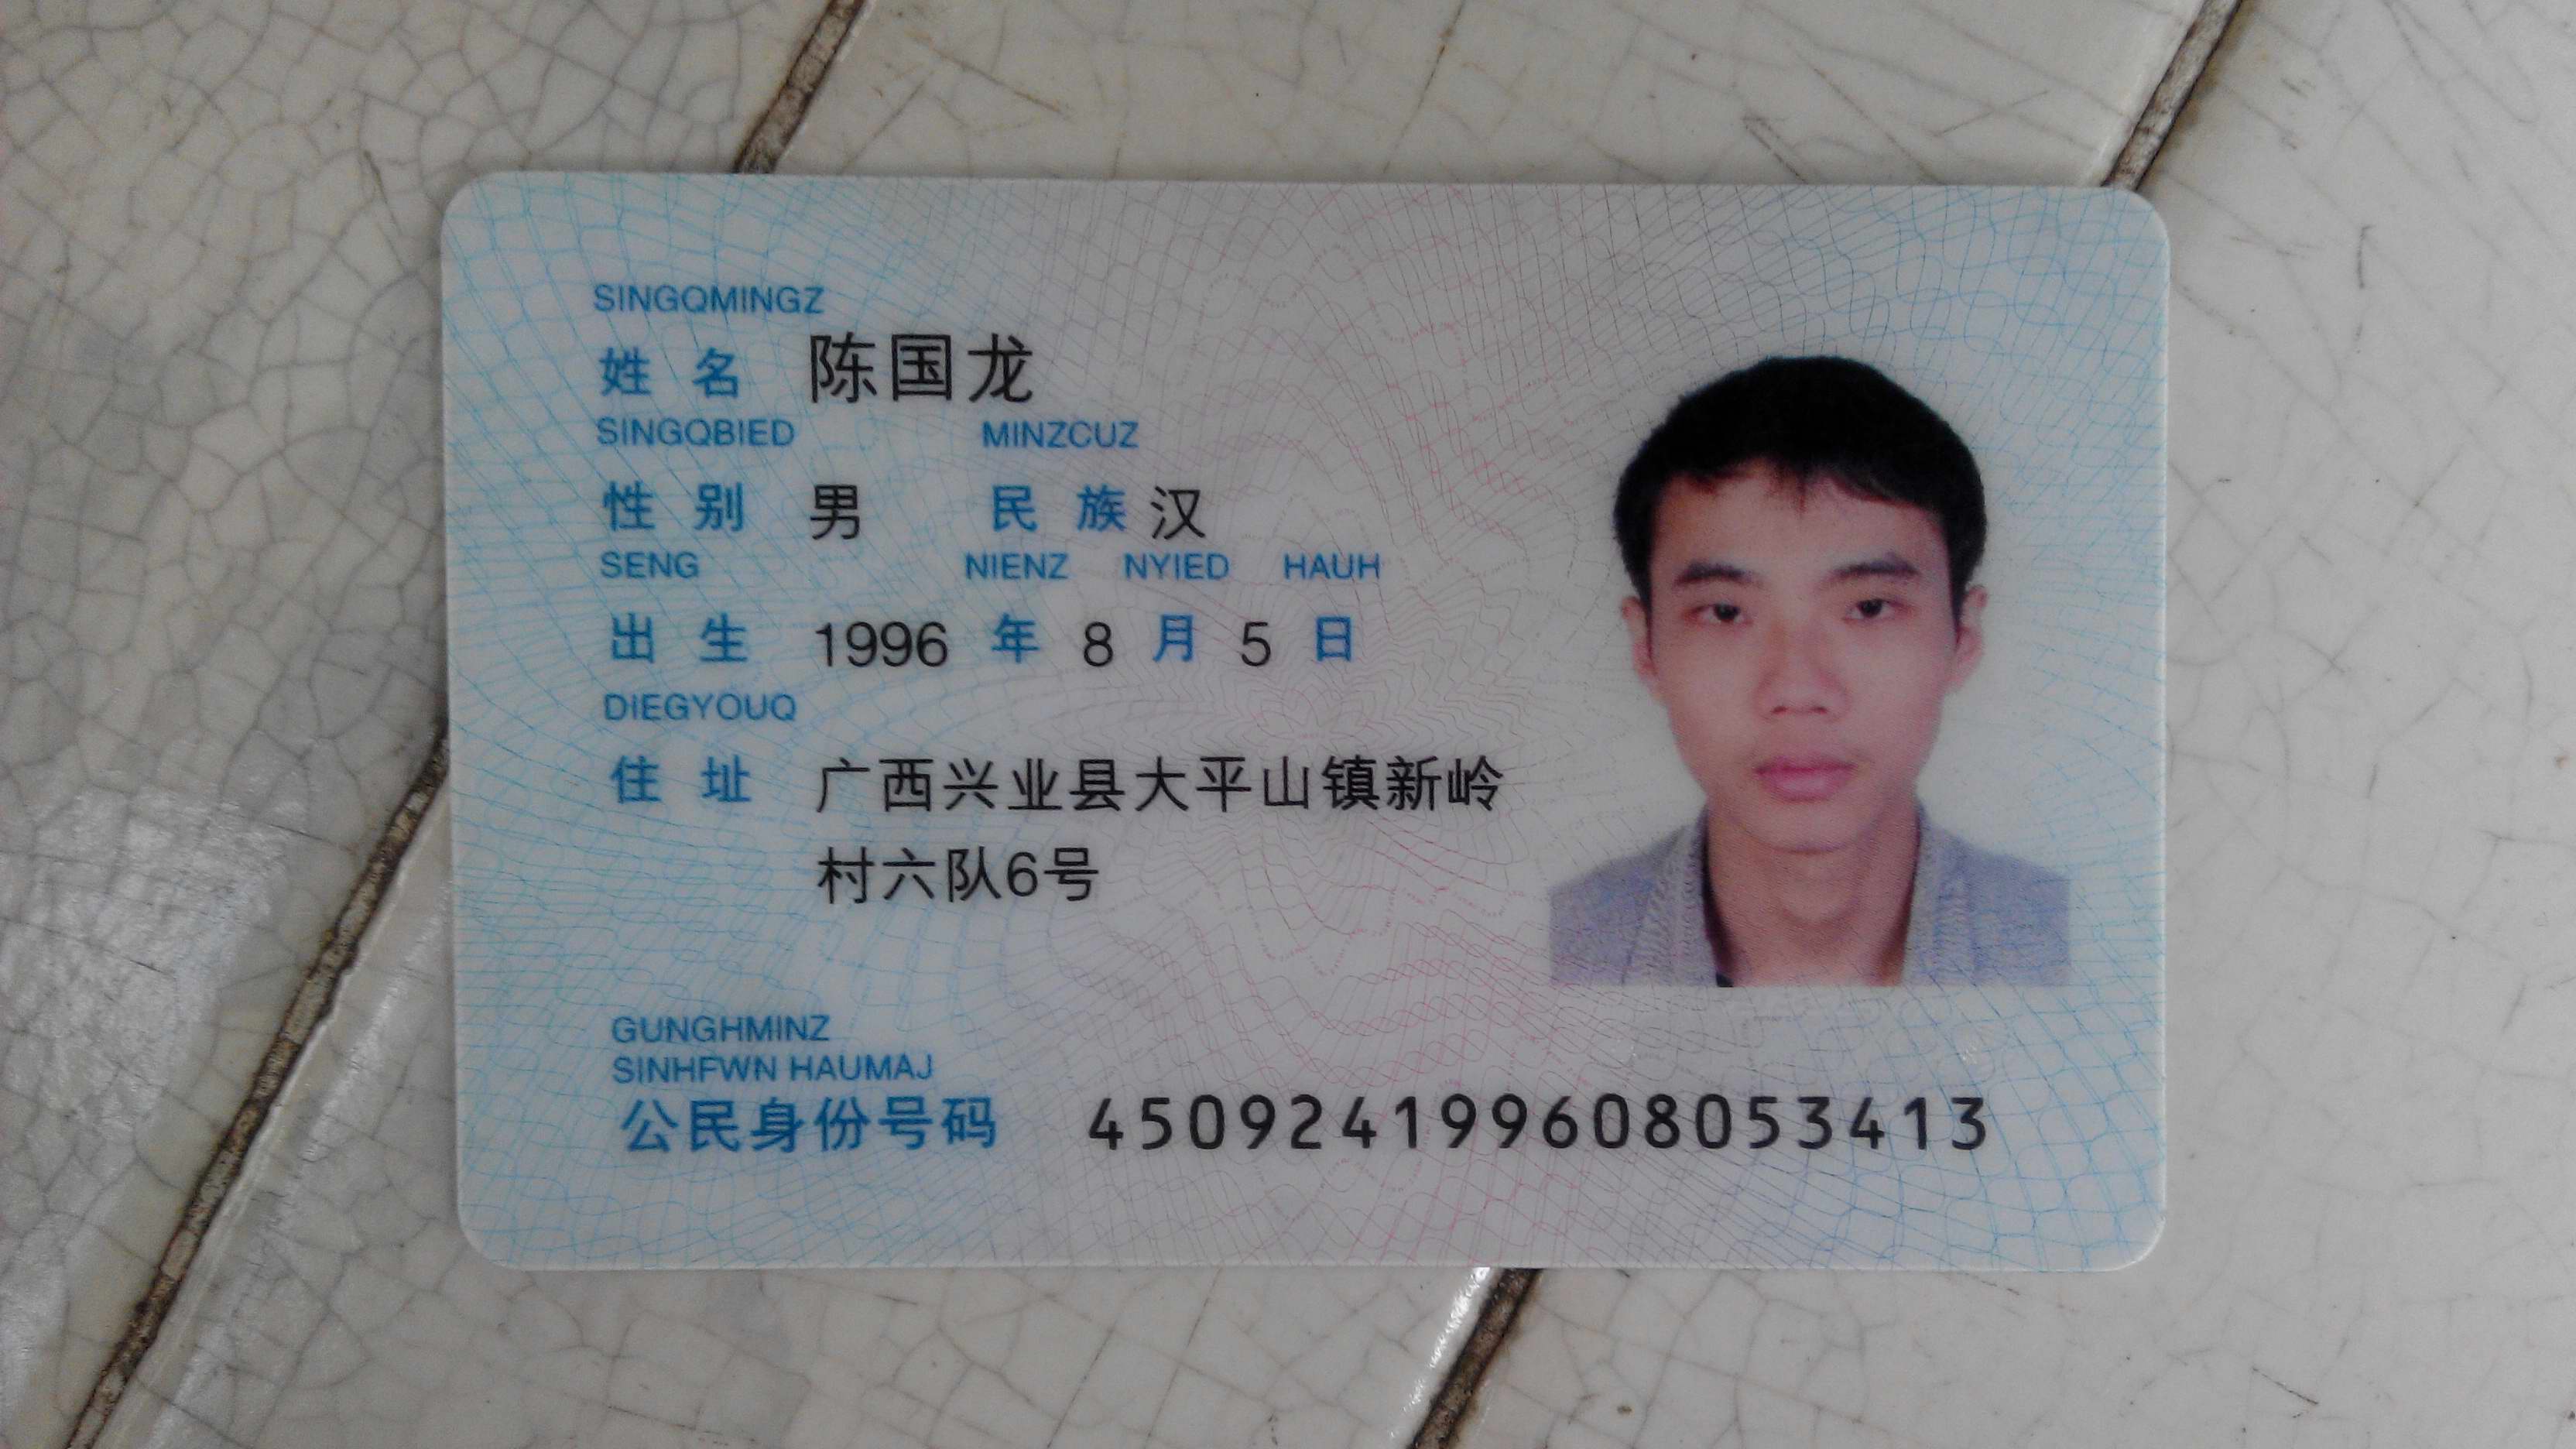 SINGQMINGZ
姓 名 陈国龙
SINGQBIED MINZCUZ
性 别 男 民 族 汉
SENG NIENZ NYIED HAUH
出 生 1996 年 8 月 5 日
DIEGYOUQ
住 址 广西兴业县大平山镇新岭
村六队6号
GUNGHMINZ
SINHFWN HAUMAJ
公民身份号码 450924199608053413